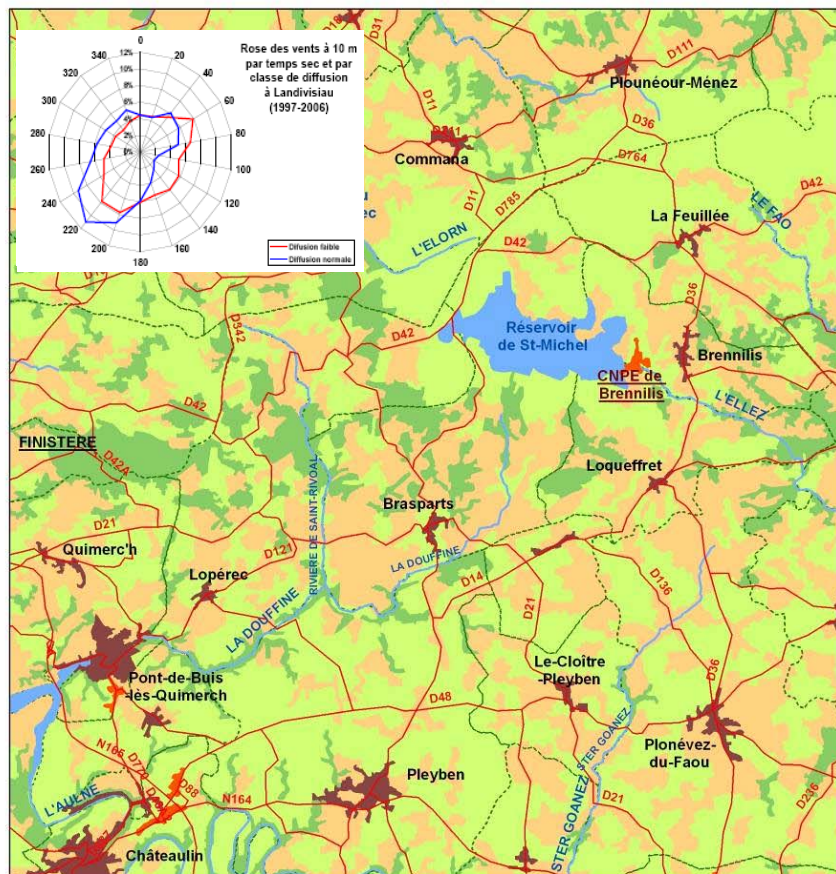 D18
D31
Rose des vents à 10 m
par temps sec et par
classe de diffusion
à Landivisiau
(1997-2006)
0
20
40
60
80
100
120
140
160
180
200
220
240
260
280
300
320
340
12%
10%
8%
6%
4%
2%
0%
Difusion faible
Diffusion normale
D111
Plounéour-Ménez
D11
D36
Commana
D764
D11
D785
D42
La Feuillée
LE FAO
L'ELORN
D42
D36
D342
D42
Réservoir
de St-Michel
Brennilis
CNPE de
Brennilis
L'ELLEZ
D42
FINISTERE
D42A
Loqueffret
RIVIERE DE SAINT-RIVOAL
Brasparts
D21
Quimerc'h
D121
LA DOUFFINE
Lopérec
D14
D136
LA DOUFFINE
D21
D36
Le-Cloître
-Pleyben
Pont-de-Buis
-lès-Quimerch
D48
STER GOANEZ
Plonévez-
du-Faou
N165
D770
D88
Pleyben
L'AULNE
N164
STER GOANEZ
D21
D236
Châteaulin